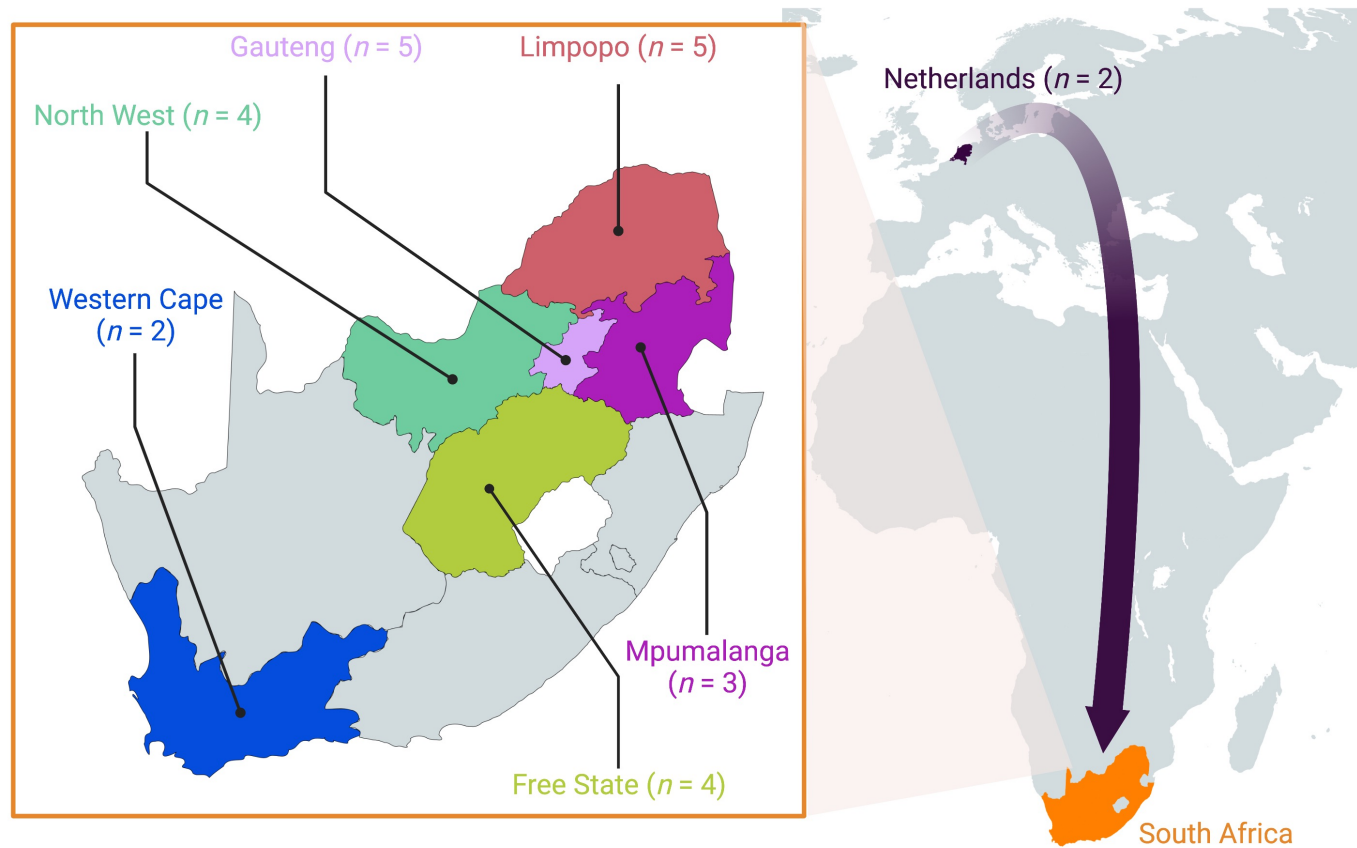 Gauteng (n = 5)
Limpopo (n = 5)
Netherlands (n = 2)
North West (n = 4)
Western Cape
(n = 2)
Mpumalanga
(n = 3)
Free State (n = 4)
South Africa